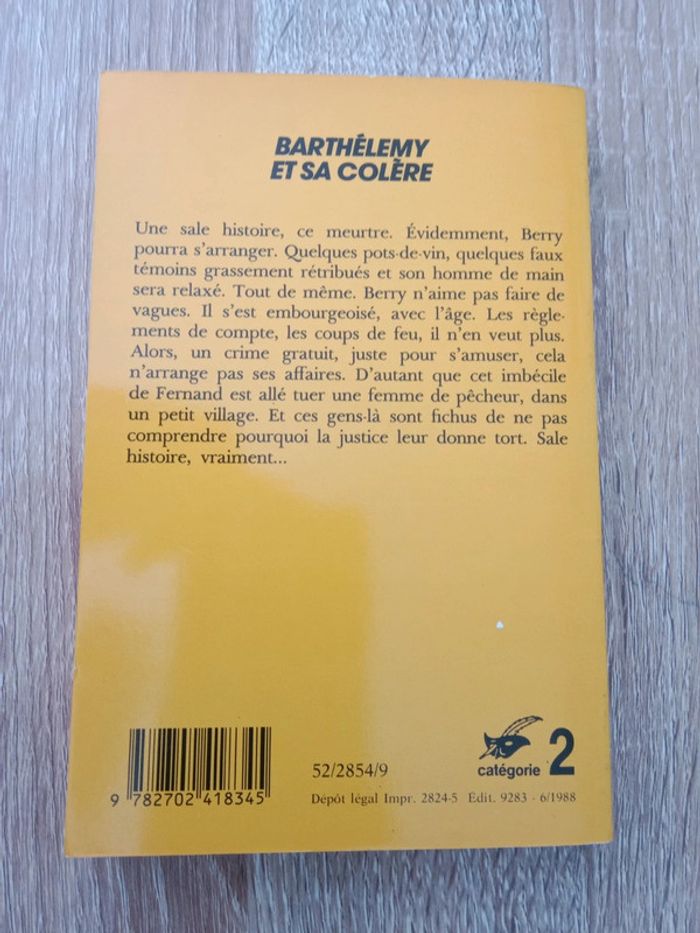 BARTHÉLEMY
ET SA COLÈRE
Une sale histoire, ce meurtre. Évidemment, Berry
pourra s'arranger. Quelques pots-de-vin, quelques faux
témoins grassement rétribués et son homme de main
sera relaxé. Tout de même. Berry n'aime pas faire de
vagues. Il s'est embourgeoisé, avec l'âge. Les règle-
ments de compte, les coups de feu, il n'en veut plus.
Alors, un crime gratuit, juste pour s'amuser, cela
n'arrange pas ses affaires. D'autant que cet imbécile
de Fernand est allé tuer une femme de pêcheur, dans
un petit village. Et ces gens-là sont fichus de ne pas
comprendre pourquoi la justice leur donne tort. Sale
histoire, vraiment...
52/2854/9
catégorie 2
9 782702 418345
Dépôt légal Impr. 2824-5 Édit. 9283 - 6/1988